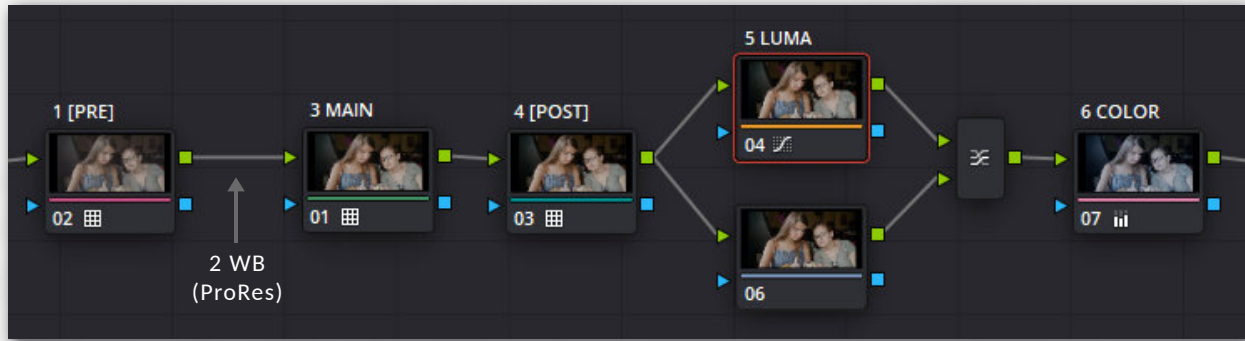 1 [PRE]
02
2 WB
(ProRes)
3 MAIN
01
4 [POST]
03
5 LUMA
04
06
6 COLOR
07